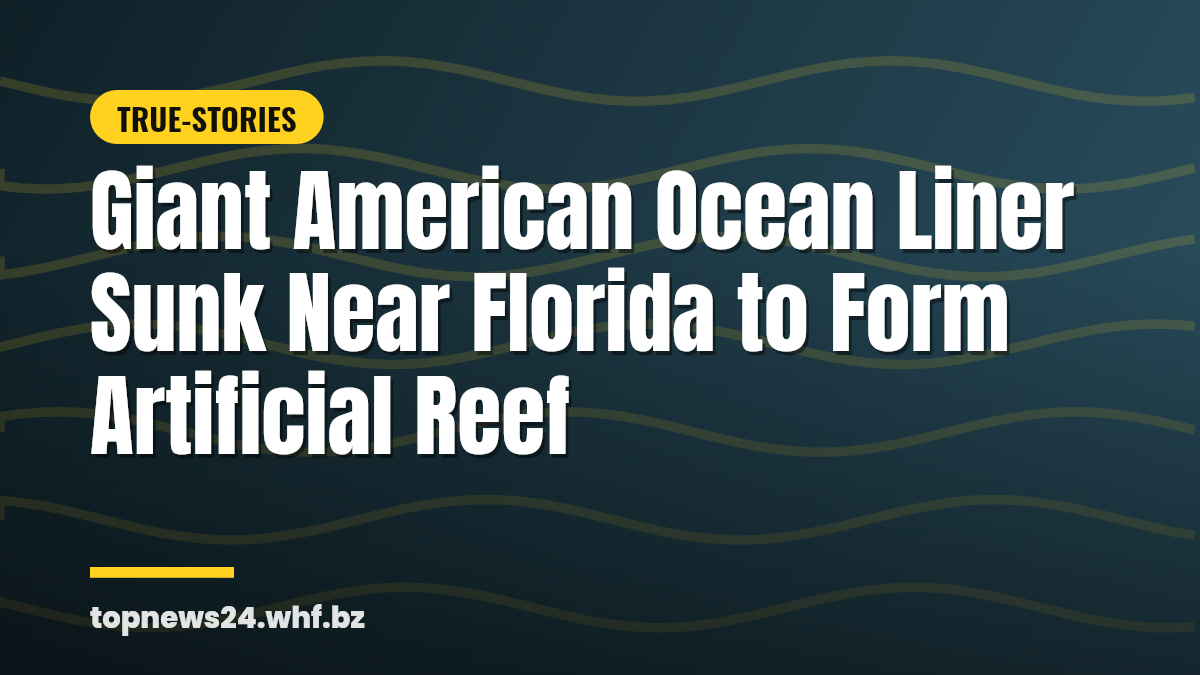 TRUE-STORIES
Giant American Ocean Liner
Sunk Near Florida to Form
Artificial Reef
topnews24.whf.bz